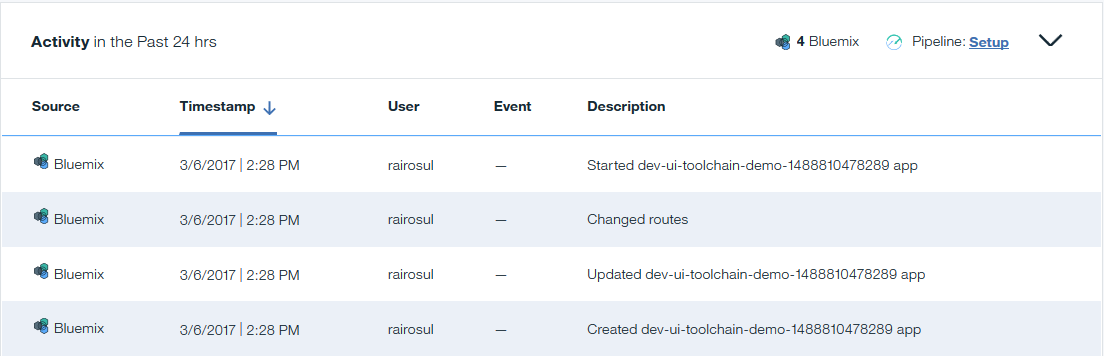 Activity in the Past 24 hrs 4 Bluemix Pipeline: Setup
Source Timestamp User Event Description
Bluemix 3/6/2017 | 2:28 PM rairosul — Started dev-ui-toolchain-demo-1488810478289 app
Bluemix 3/6/2017 | 2:28 PM rairosul — Changed routes
Bluemix 3/6/2017 | 2:28 PM rairosul — Updated dev-ui-toolchain-demo-1488810478289 app
Bluemix 3/6/2017 | 2:28 PM rairosul — Created dev-ui-toolchain-demo-1488810478289 app